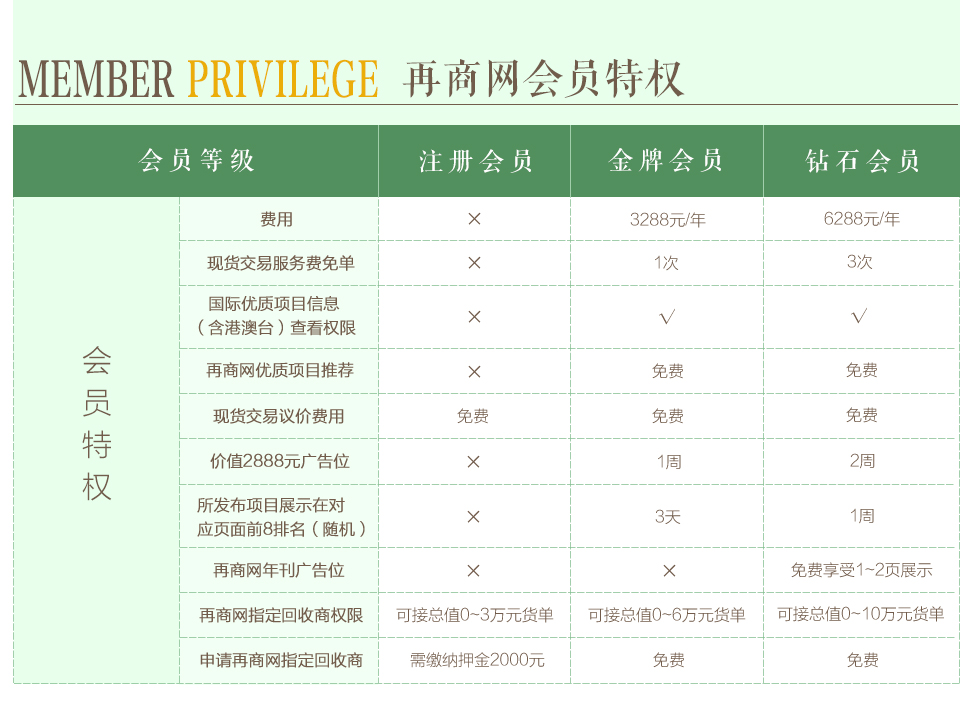 MEMBER PRIVILEGE 再商网会员特权
会员等级 注册会员 金牌会员 钻石会员
会员特权
费用 × 3288元/年 6288元/年
现货交易服务费免单 × 1次 3次
国际优质项目信息
（含港澳台）查看权限 × √ √
再商网优质项目推荐 × 免费 免费
现货交易议价费用 免费 免费 免费
价值2888元广告位 × 1周 2周
所发布项目展示在对
应页面前8排名（随机） × 3天 1周
再商网年刊广告位 × × 免费享受1~2页展示
再商网指定回收商权限 可接总值0~3万元货单 可接总值0~6万元货单 可接总值0~10万元货单
申请再商网指定回收商 需缴纳押金2000元 免费 免费